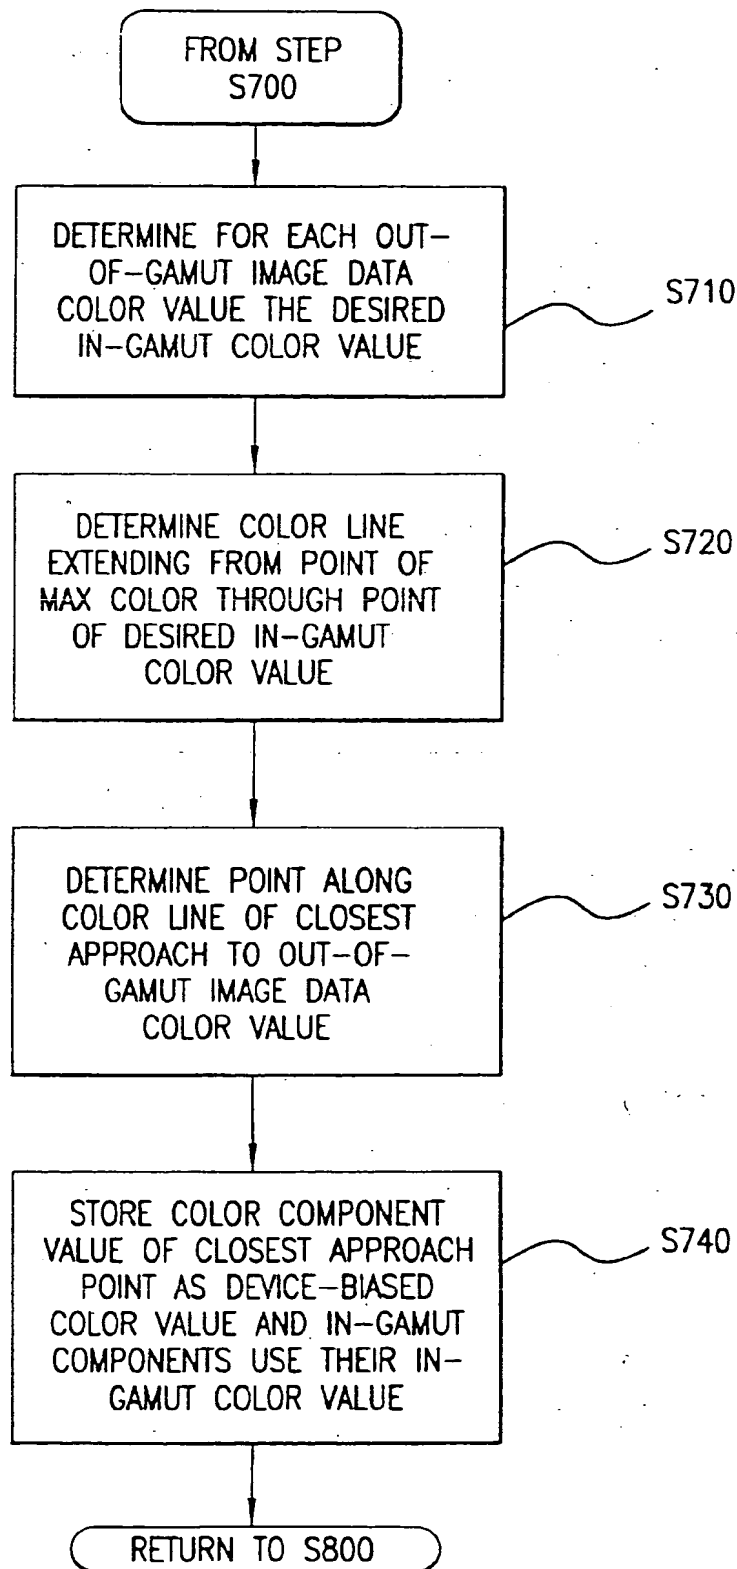 FROM STEP
S700
DETERMINE FOR EACH OUT-
OF-GAMUT IMAGE DATA
COLOR VALUE THE DESIRED
IN-GAMUT COLOR VALUE
S710
DETERMINE COLOR LINE
EXTENDING FROM POINT OF
MAX COLOR THROUGH POINT
OF DESIRED IN-GAMUT
COLOR VALUE
S720
DETERMINE POINT ALONG
COLOR LINE OF CLOSEST
APPROACH TO OUT-OF-
GAMUT IMAGE DATA
COLOR VALUE
S730
STORE COLOR COMPONENT
VALUE OF CLOSEST APPROACH
POINT AS DEVICE-BIASED
COLOR VALUE AND IN-GAMUT
COMPONENTS USE THEIR IN-
GAMUT COLOR VALUE
S740
RETURN TO S800